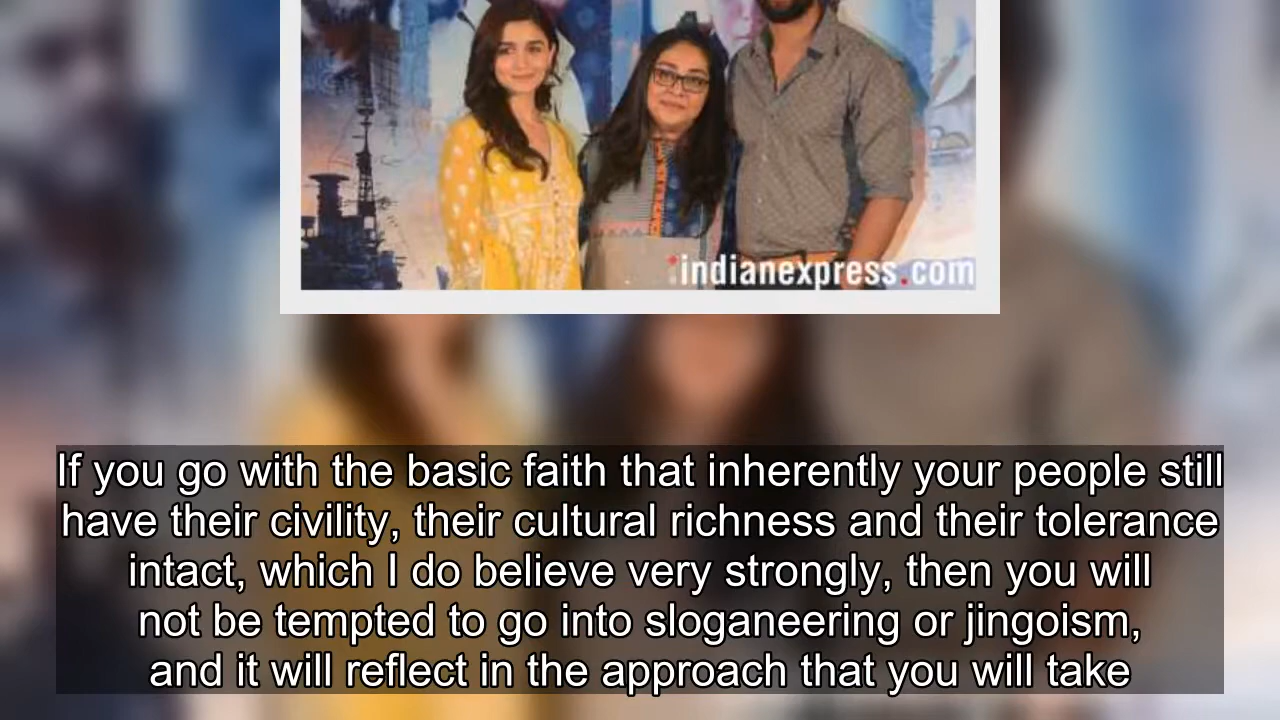 indianexpress.com
If you go with the basic faith that inherently your people still
have their civility, their cultural richness and their tolerance
intact, which I do believe very strongly, then you will
not be tempted to go into sloganeering or jingoism,
and it will reflect in the approach that you will take